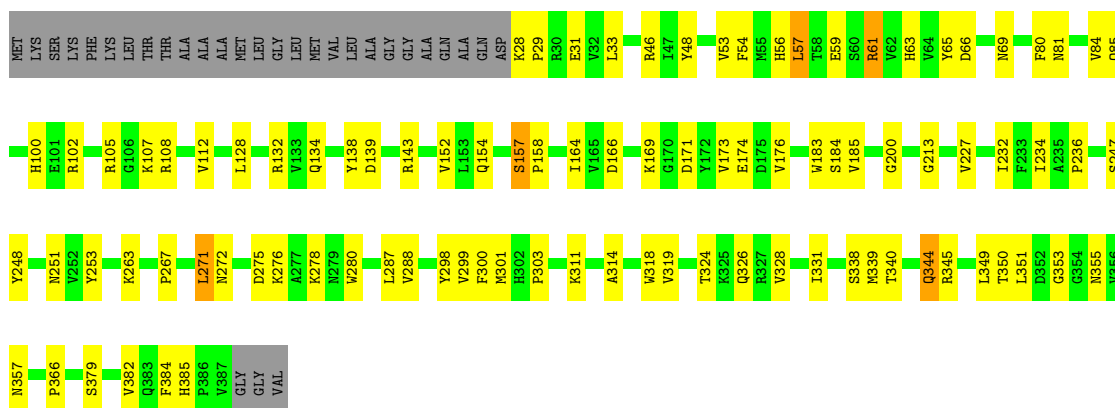 MET LYS SER LYS PHE LYS LEU THR THR ALA ALA ALA MET LEU GLY LEU MET VAL LEU ALA GLY GLY ALA GLN ALA GLN ASP K28 P29 R30 E31 V32 L33 R46 I47 Y48 V53 F54 M55 H56 L57 T58 E59 S60 R61 V62 H63 V64 Y65 D66 N69 F80 N81 V84
H100 E101 R102 R105 G106 K107 R108 V112 L128 R132 V133 Q134 Y138 D139 R143 V152 L153 Q154 S157 P158 I164 V165 D166 K169 G170 D171 Y172 V173 E174 D175 V176 W183 S184 V185 G200 G213 V227 I232 F233 I234 A235 P236 S247
Y248 N251 V252 Y253 K263 P267 L271 N272 D275 K276 A277 K278 N279 W280 L287 V288 Y298 V299 F300 M301 H302 P303 K311 A314 W318 V319 T324 K325 Q326 R327 V328 I331 S338 M339 T340 Q344 R345 L349 T350 L351 D352 G353 G354 N355
N357 P366 S379 V382 Q383 F384 H385 P386 V387 GLY GLY VAL